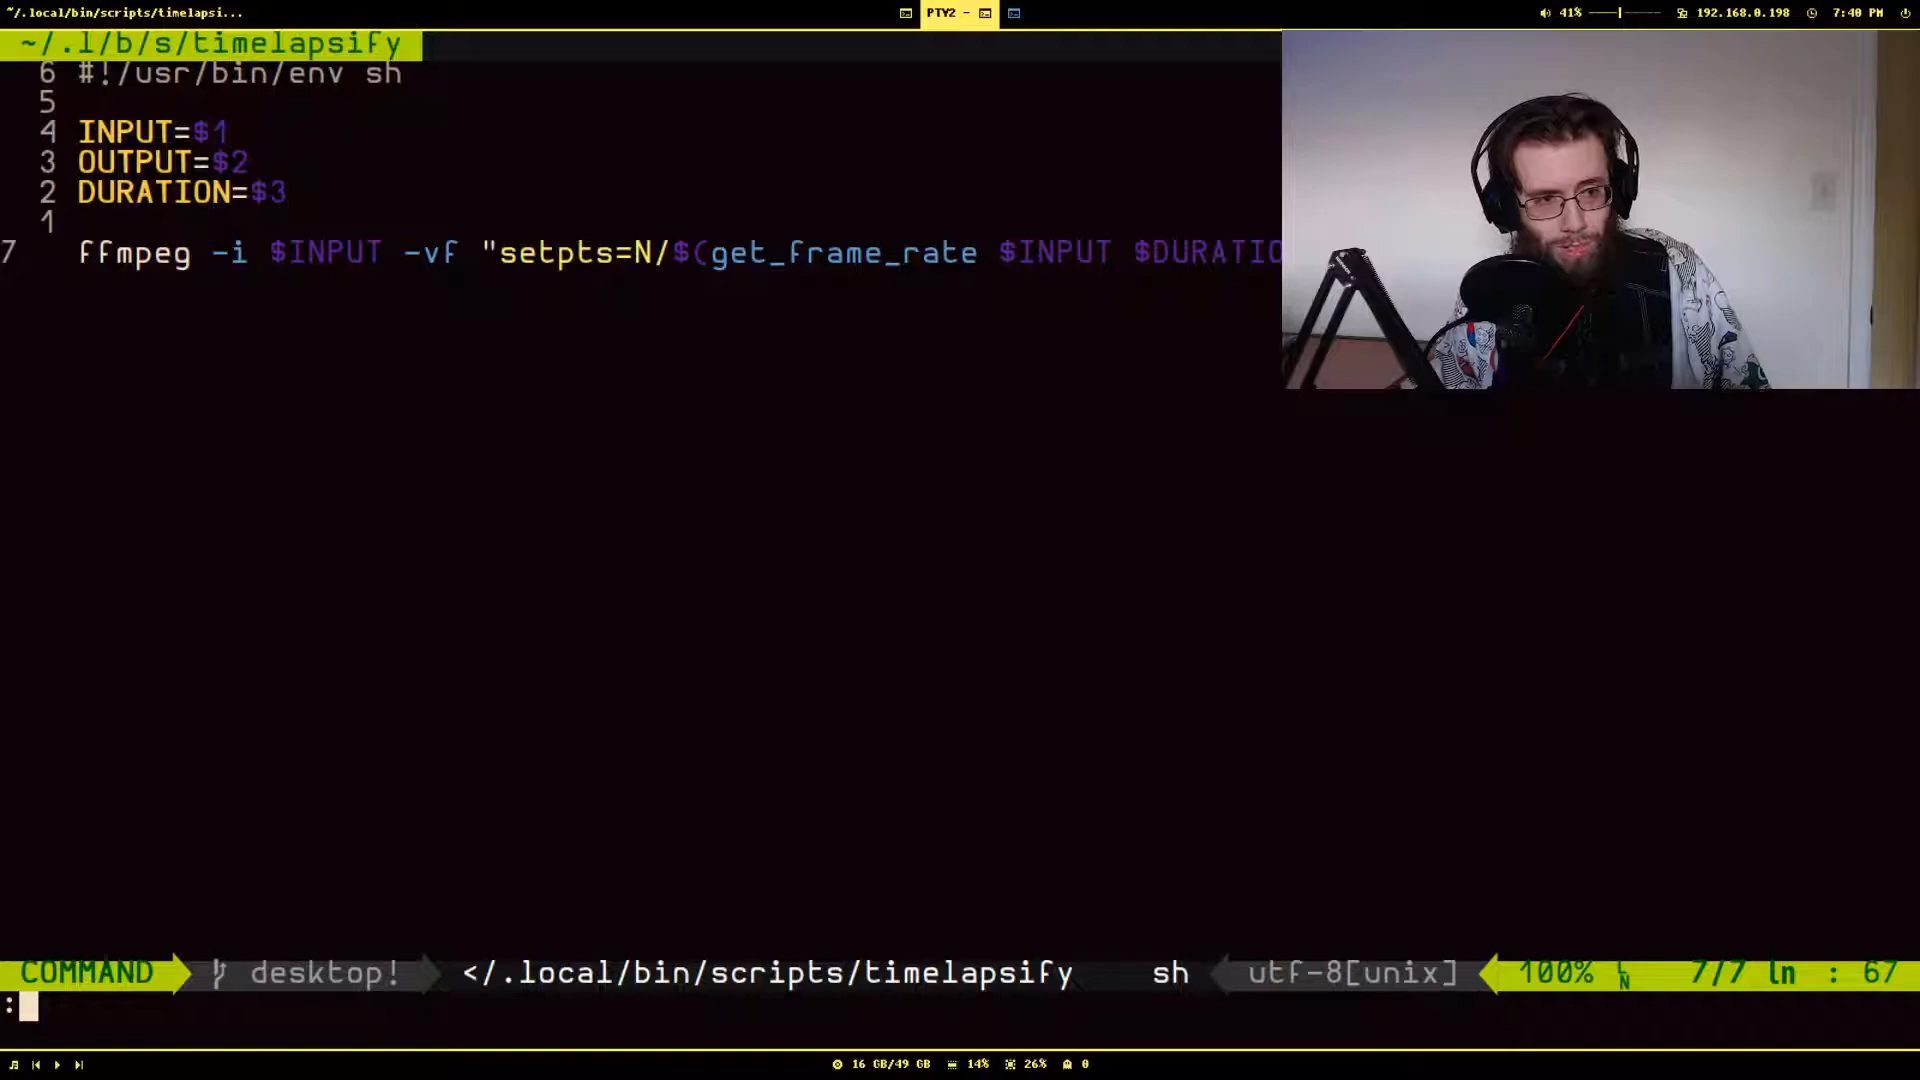 ~/.local/bin/scripts/timelapsi...
PTY2 -
41%
192.168.0.198
7:40 PM
~/.l/b/s/timelapsify
6 #!/usr/bin/env sh
5
4 INPUT=$1
3 OUTPUT=$2
2 DURATION=$3
1
7 ffmpeg -i $INPUT -vf "setpts=N/$(get_frame_rate $INPUT $DURATIO
COMMAND desktop! </.local/bin/scripts/timelapsify sh utf-8[unix] 100% LN 7/7 ln : 67
:
16 GB/49 GB 14% 26% 0